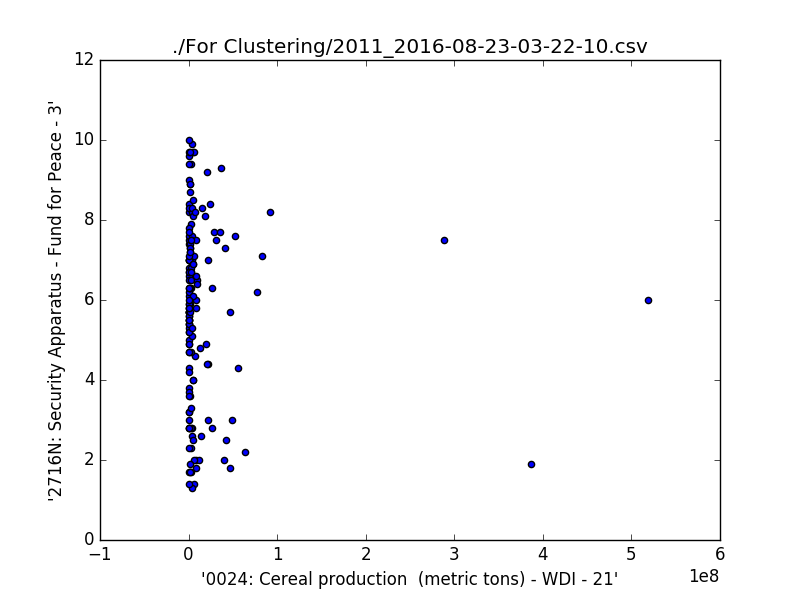 ./For Clustering/2011_2016-08-23-03-22-10.csv
'2716N: Security Apparatus - Fund for Peace - 3'
12
10
8
6
4
2
0
−1 0 1 2 3 4 5 6
1e8
'0024: Cereal production  (metric tons) - WDI - 21'